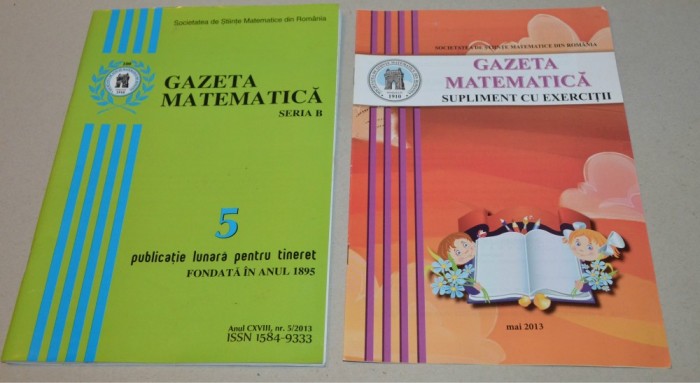 Societatea de Științe Matematice din România
GAZETA
MATEMATICĂ
SERIA B
5
publicație lunară pentru tineret
FONDATĂ ÎN ANUL 1895
Anul CXVIII, nr. 5/2013
ISSN 1584-9333
SOCIETATEA DE ȘTIINȚE MATEMATICE DIN ROMÂNIA
GAZETA
MATEMATICĂ
SUPLIMENT CU EXERCIȚII
1910
mai 2013